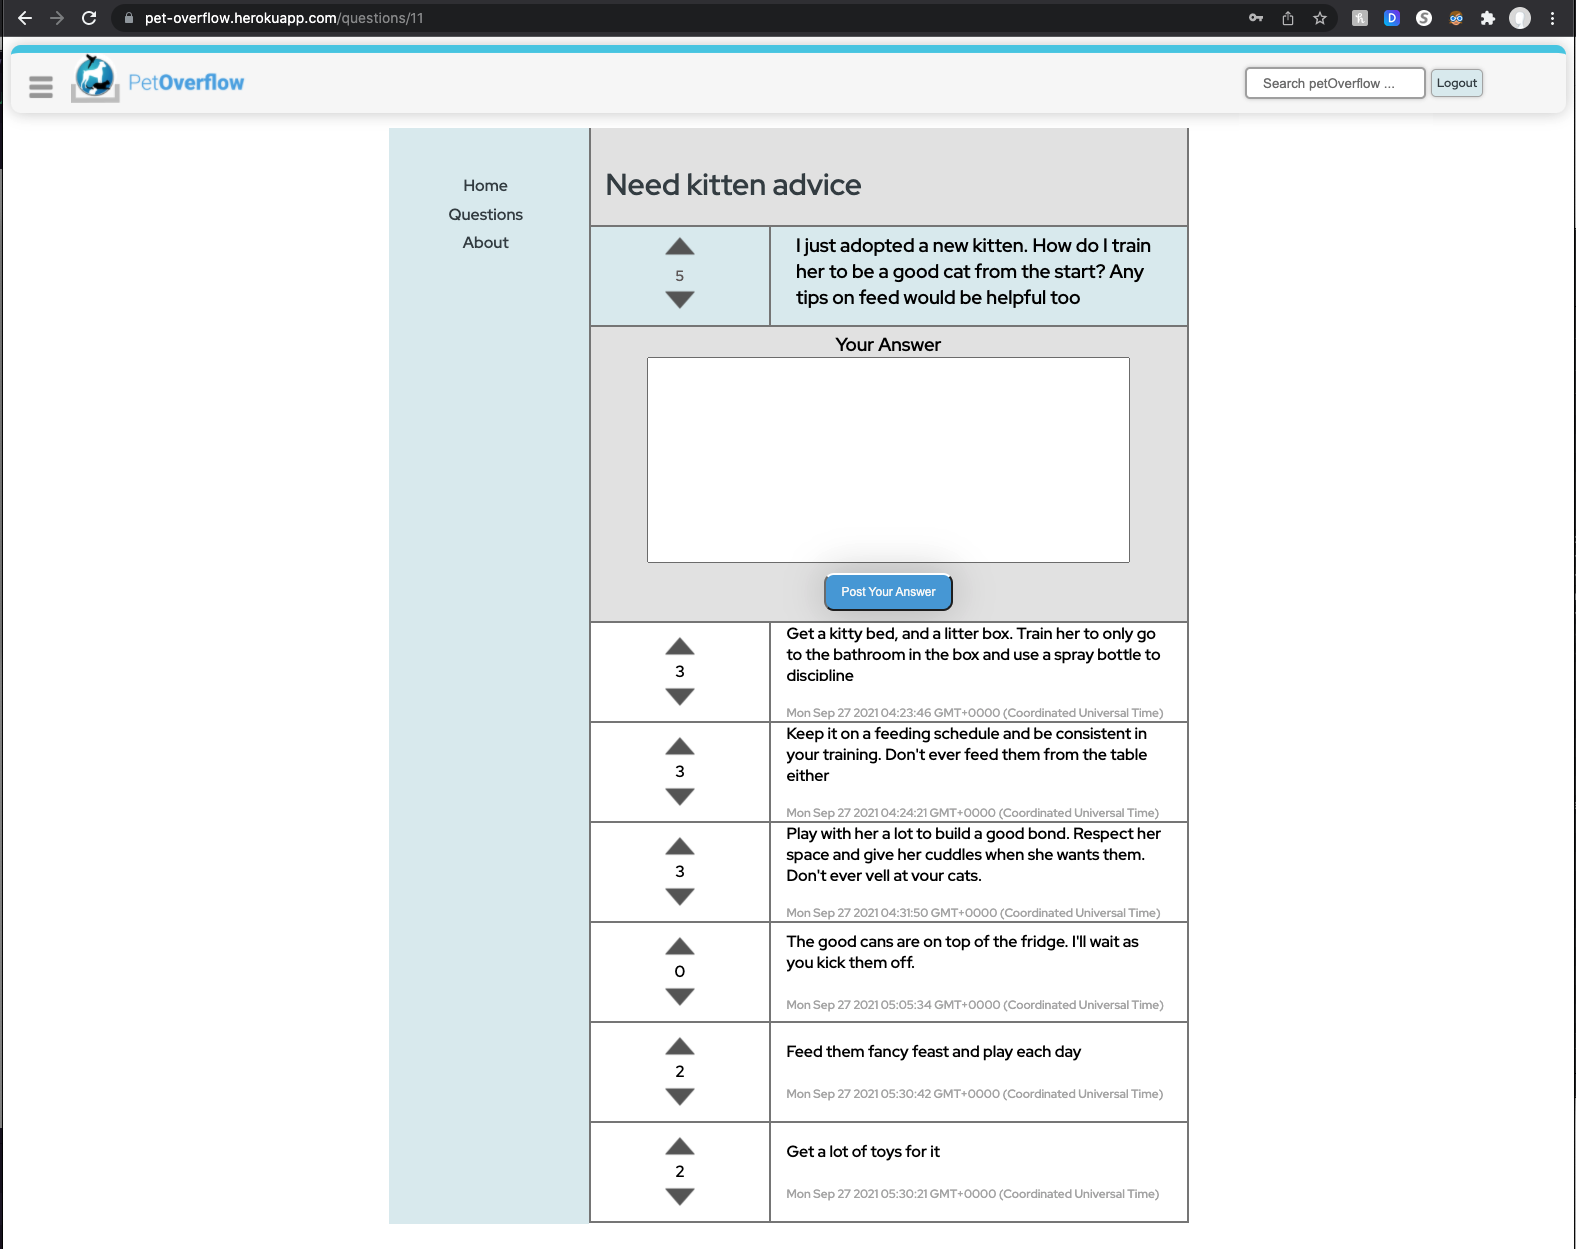 pet-overflow.herokuapp.com/questions/11
PetOverflow
Search petOverflow ...
Logout
Home
Questions
About
Need kitten advice
5
I just adopted a new kitten. How do I train
her to be a good cat from the start? Any
tips on feed would be helpful too
Your Answer
Post Your Answer
3
Get a kitty bed, and a litter box. Train her to only go
to the bathroom in the box and use a spray bottle to
discipline
Mon Sep 27 2021 04:23:46 GMT+0000 (Coordinated Universal Time)
3
Keep it on a feeding schedule and be consistent in
your training. Don't ever feed them from the table
either
Mon Sep 27 2021 04:24:21 GMT+0000 (Coordinated Universal Time)
3
Play with her a lot to build a good bond. Respect her
space and give her cuddles when she wants them.
Don't ever yell at your cats.
Mon Sep 27 2021 04:31:50 GMT+0000 (Coordinated Universal Time)
0
The good cans are on top of the fridge. I'll wait as
you kick them off.
Mon Sep 27 2021 05:05:34 GMT+0000 (Coordinated Universal Time)
2
Feed them fancy feast and play each day
Mon Sep 27 2021 05:30:42 GMT+0000 (Coordinated Universal Time)
2
Get a lot of toys for it
Mon Sep 27 2021 05:30:21 GMT+0000 (Coordinated Universal Time)